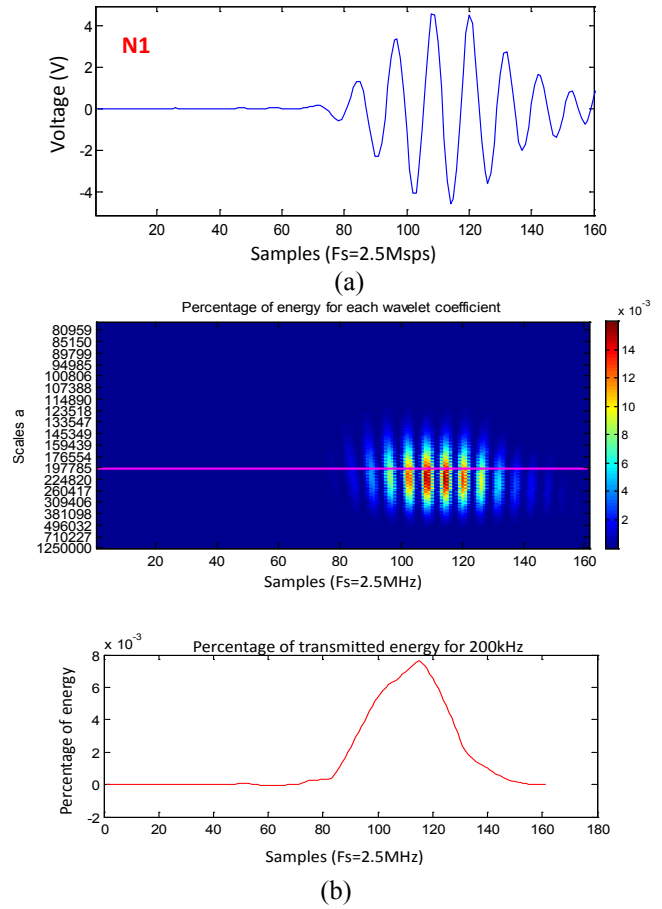 N1
Voltage (V)
4
2
0
-2
-4
20 40 60 80 100 120 140 160
Samples (Fs=2.5Msps)
(a)
Percentage of energy for each wavelet coefficient
x 10⁻³
Scales a
80959
85150
89799
94985
100806
107388
114890
123518
133547
145349
159439
176554
197785
224820
260417
309406
381098
496032
710227
1250000
14
12
10
8
6
4
2
20 40 60 80 100 120 140 160
Samples (Fs=2.5MHz)
x 10⁻³
Percentage of transmitted energy for 200kHz
Percentage of energy
8
6
4
2
0
-2
0 20 40 60 80 100 120 140 160 180
Samples (Fs=2.5MHz)
(b)